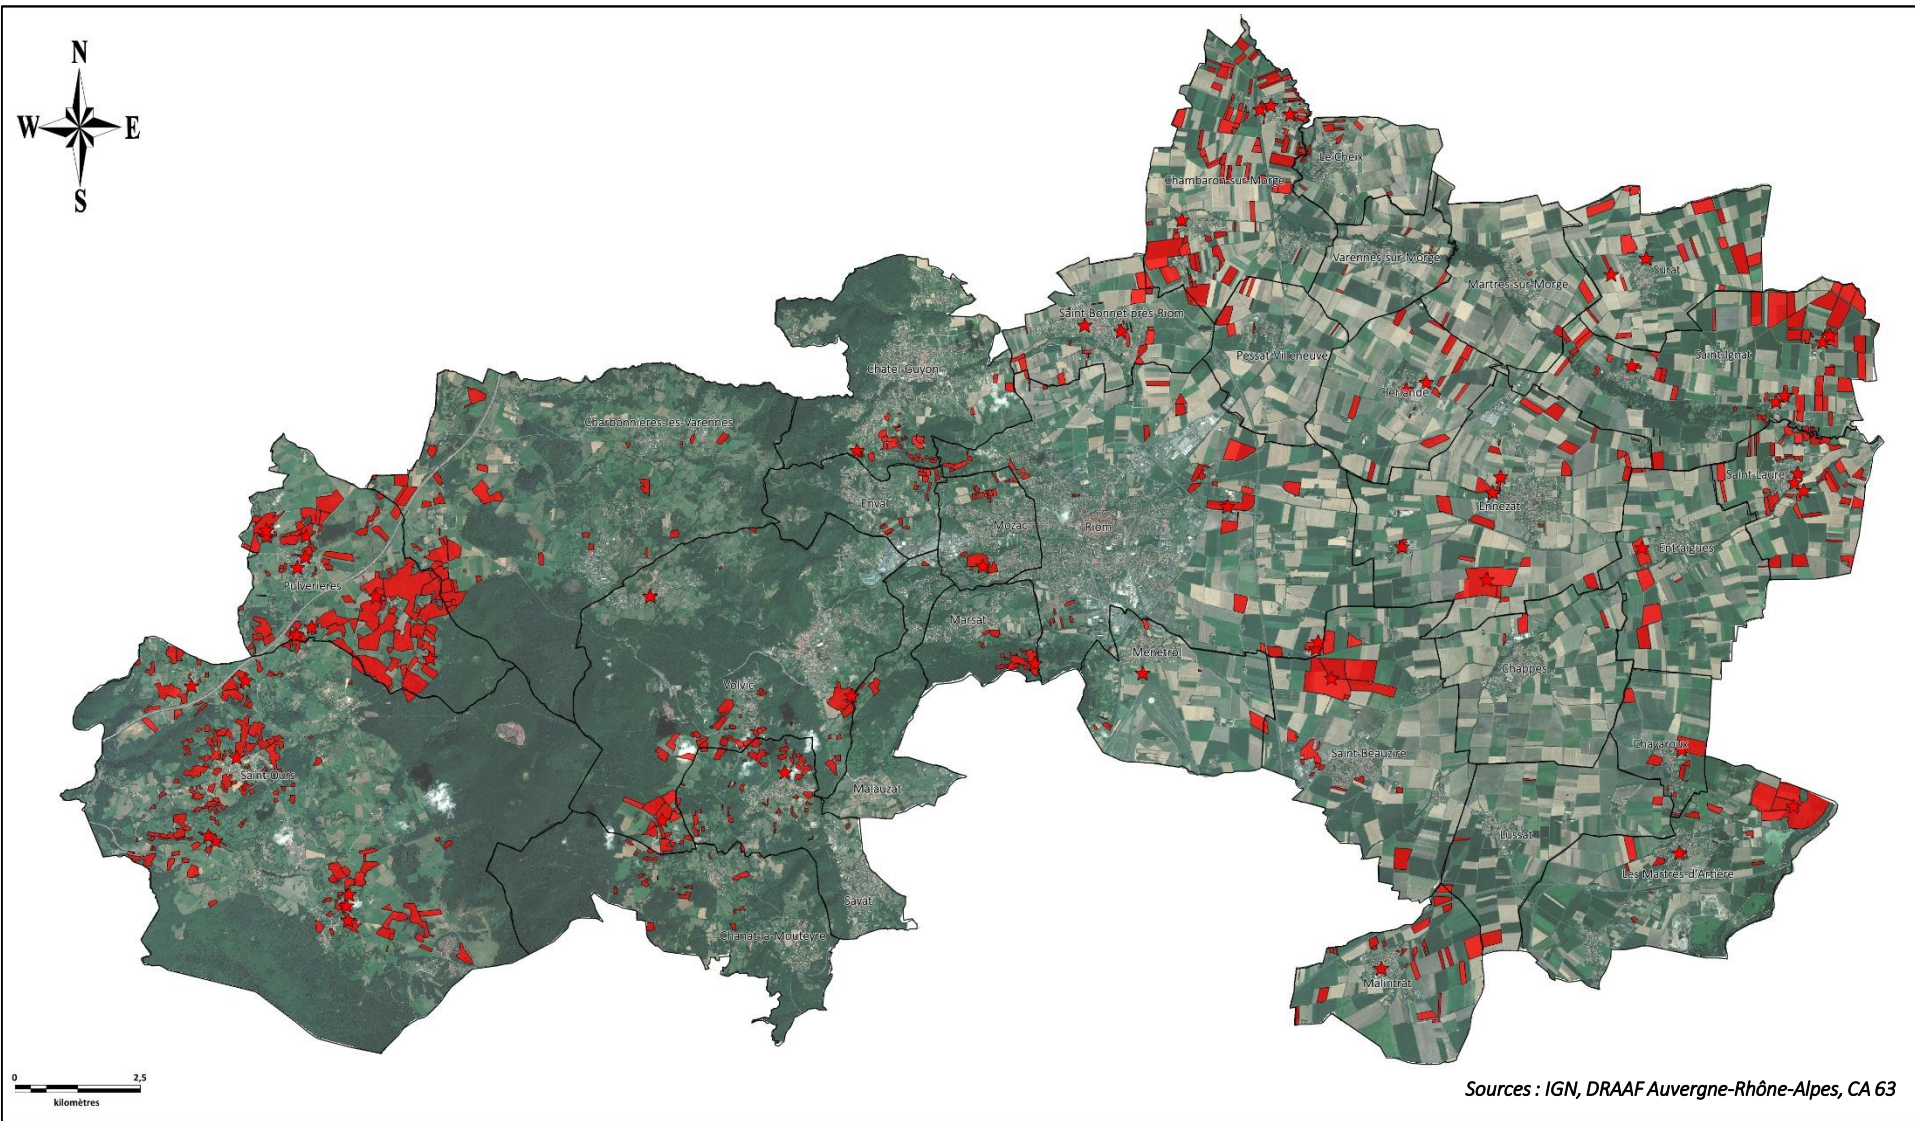 N
W E
S
Le Cheix
Chambaron-sur-Morge
Varennes-sur-Morge
Surat
Martres-sur-Morge
Saint-Bonnet-près-Riom
Pessat-Villeneuve
Saint-Ignat
Chatel-Guyon
Clerlande
Charbonnières-les-Varennes
Saint-Laure
Enval
Ennezat
Mozac
Riom
Entraigues
Pulvérières
Marsat
Menetrol
Chappes
Volvic
Chavaroux
Saint-Beauzire
Saint-Ours
Malauzat
Lussat
Les Martres-d'Artière
Sayat
Chanat-la-Mouteyre
Malintrat
0 2,5
kilomètres
Sources : IGN, DRAAF Auvergne-Rhône-Alpes, CA 63